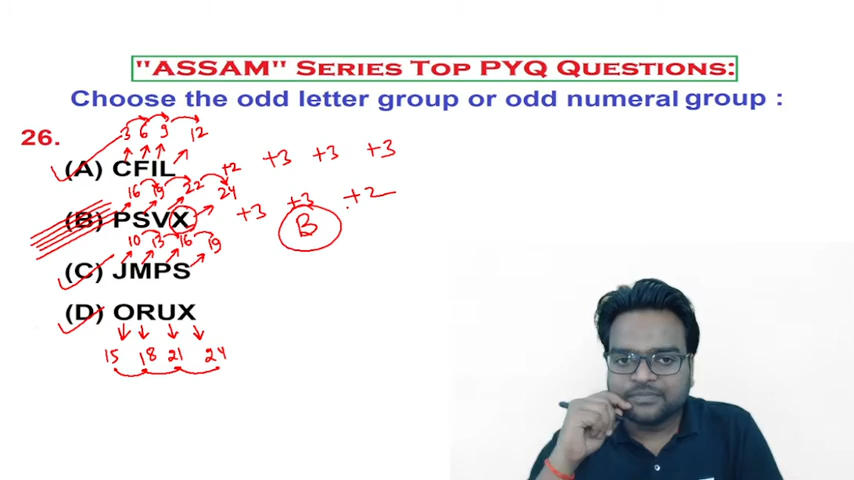 "ASSAM" SERIES TOP PYQ QUESTIONS:
Choose the odd letter group or odd numeral group :
26.
3 6 9 12
(A) CFIL
+3 +3 +3
16 19 22 +2 24
(B) PSVX
+3 +3 +2
B
10 13 16 19
(C) JMPS
(D) ORUX
15 18 21 24